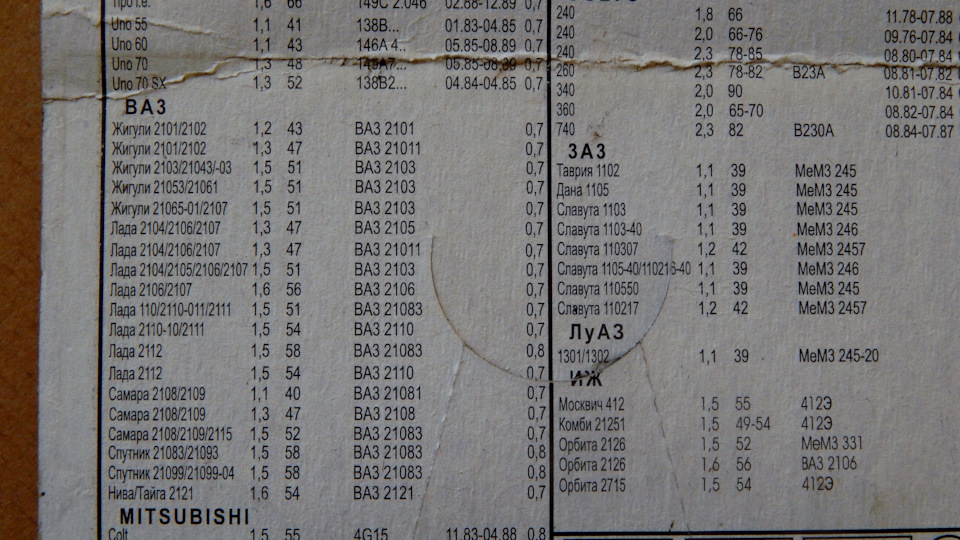 1,6 66 149C 2.046 02.88-12.89 0,7
Uno 55 1,1 41 138B... 01.83-04.85 0,7
Uno 60 1,1 43 146A4.. 05.85-08.89 0,7
Uno 70 1,3 48 05.85-08.89 0,7
Uno 70 SX 1,3 52 138B2... 04.84-04.85 0,7
ВАЗ
Жигули 2101/2102 1,2 43 ВАЗ 2101 0,7
Жигули 2101/2102 1,3 47 ВАЗ 21011 0,7
Жигули 2103/21043/-03 1,5 51 ВАЗ 2103 0,7
Жигули 21053/21061 1,5 51 ВАЗ 2103 0,7
Жигули 21065-01/2107 1,5 51 ВАЗ 2103 0,7
Лада 2104/2106/2107 1,3 47 ВАЗ 2105 0,7
Лада 2104/2106/2107 1,3 47 ВАЗ 21011 0,7
Лада 2104/2105/2106/2107 1,5 51 ВАЗ 2103 0,7
Лада 2106/2107 1,6 56 ВАЗ 2106 0,7
Лада 110/2110-011/2111 1,5 51 ВАЗ 21083 0,7
Лада 2110-10/2111 1,5 54 ВАЗ 2110 0,7
Лада 2112 1,5 58 ВАЗ 21083 0,8
Лада 2112 1,5 54 ВАЗ 2110 0,7
Самара 2108/2109 1,1 40 ВАЗ 21081 0,7
Самара 2108/2109 1,3 47 ВАЗ 2108 0,7
Самара 2108/2109/2115 1,5 52 ВАЗ 21083 0,7
Спутник 21083/21093 1,5 58 ВАЗ 21083 0,8
Спутник 21099/21099-04 1,5 58 ВАЗ 21083 0,8
Нива/Тайга 2121 1,6 54 ВАЗ 2121 0,7
MITSUBISHI
Colt 1,5 55 4G15 11.83-04.88 0,8
240 1,8 66 11.78-07.88
240 2,0 66-76 09.76-07.84
240 2,3 78-85 08.80-07.84
260 2,3 78-82 B23A 08.81-07.82
340 2,0 90 10.81-07.84
360 2,0 65-70 08.82-07.84
740 2,3 82 B230A 08.84-07.87
ЗАЗ
Таврия 1102 1,1 39 МеМЗ 245
Дана 1105 1,1 39 МеМЗ 245
Славута 1103 1,1 39 МеМЗ 245
Славута 1103-40 1,1 39 МеМЗ 246
Славута 110307 1,2 42 МеМЗ 2457
Славута 1105-40/110216-40 1,1 39 МеМЗ 246
Славута 110550 1,1 39 МеМЗ 245
Славута 110217 1,2 42 МеМЗ 2457
ЛуАЗ
1301/1302 1,1 39 МеМЗ 245-20
ИЖ
Москвич 412 1,5 55 412Э
Комби 21251 1,5 49-54 412Э
Орбита 2126 1,5 52 МеМЗ 331
Орбита 2126 1,6 56 ВАЗ 2106
Орбита 2715 1,5 54 412Э